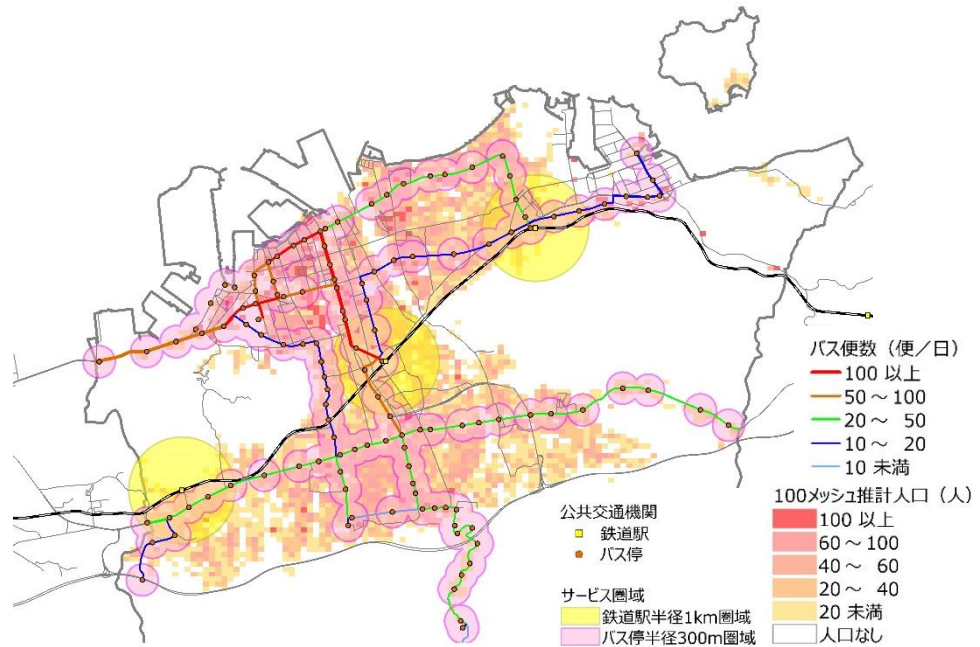 バス便数（便／日）
100 以上
50～100
20～ 50
10～ 20
10 未満
公共交通機関
鉄道駅
バス停
サービス圏域
鉄道駅半径1km圏域
バス停半径300m圏域
100メッシュ推計人口（人）
100 以上
60～100
40～ 60
20～ 40
20 未満
人口なし